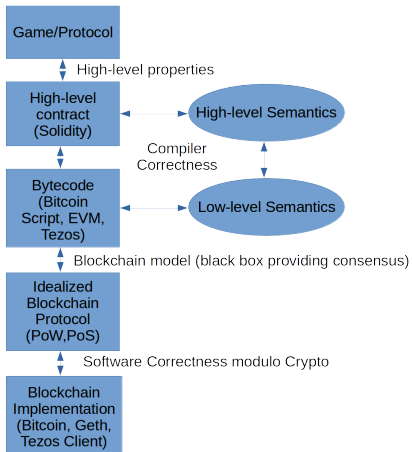 Game/Protocol
High-level properties
High-level
contract
(Solidity)
High-level Semantics
Compiler
Correctness
Bytecode
(Bitcoin
Script, EVM,
Tezos)
Low-level Semantics
Blockchain model (black box providing consensus)
Idealized
Blockchain
Protocol
(PoW,PoS)
Software Correctness modulo Crypto
Blockchain
Implementation
(Bitcoin, Geth,
Tezos Client)